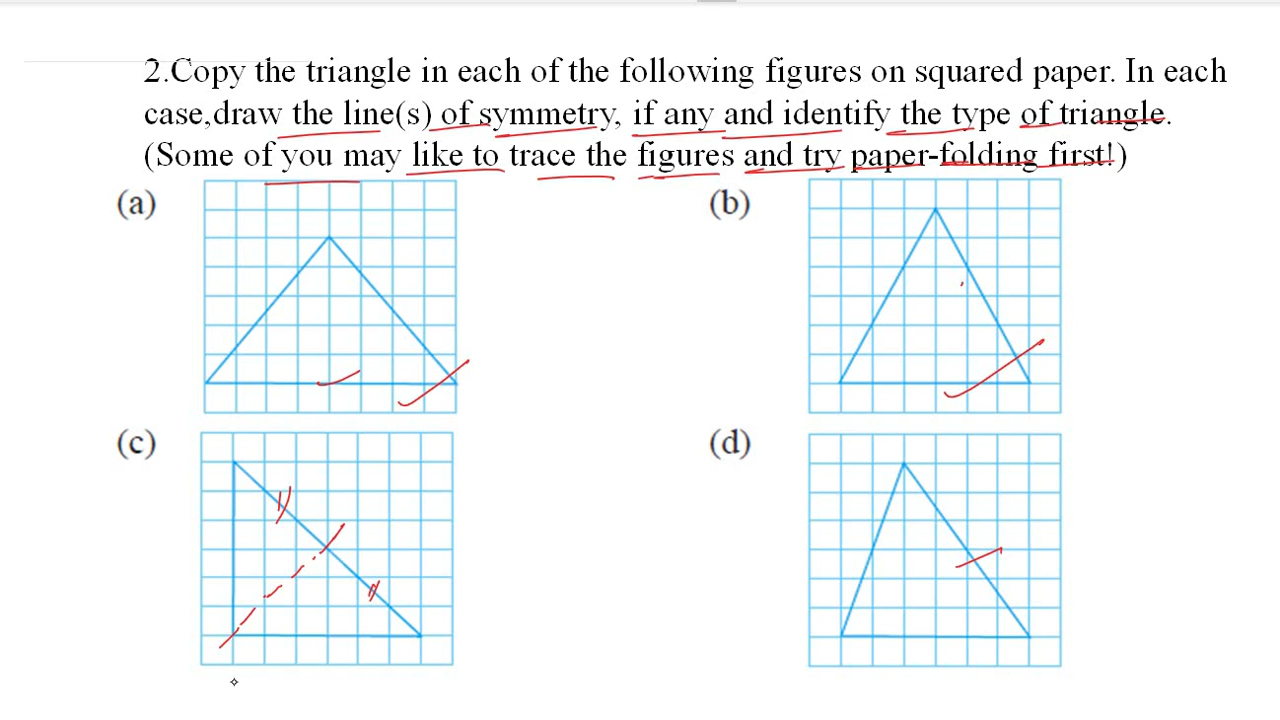 2.Copy the triangle in each of the following figures on squared paper. In each
case,draw the line(s) of symmetry, if any and identify the type of triangle.
(Some of you may like to trace the figures and try paper-folding first!)
(a)
(b)
(c)
(d)